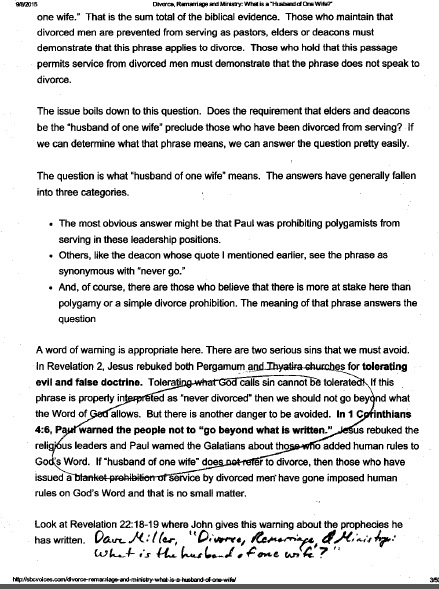 9/8/2015
Divorce, Remarriage and Ministry: What is a "Husband of One Wife?"
one wife." That is the sum total of the biblical evidence. Those who maintain that
divorced men are prevented from serving as pastors, elders or deacons must
demonstrate that this phrase applies to divorce. Those who hold that this passage
permits service from divorced men must demonstrate that the phrase does not speak to
divorce.
The issue boils down to this question. Does the requirement that elders and deacons
be the "husband of one wife" preclude those who have been divorced from serving? If
we can determine what that phrase means, we can answer the question pretty easily.
The question is what "husband of one wife" means. The answers have generally fallen
into three categories.
• The most obvious answer might be that Paul was prohibiting polygamists from
serving in these leadership positions.
• Others, like the deacon whose quote I mentioned earlier, see the phrase as
synonymous with "never go."
• And, of course, there are those who believe that there is more at stake here than
polygamy or a simple divorce prohibition. The meaning of that phrase answers the
question
A word of warning is appropriate here. There are two serious sins that we must avoid.
In Revelation 2, Jesus rebuked both Pergamum and Thyatira churches for tolerating
evil and false doctrine. Tolerating what God calls sin cannot be tolerated! If this
phrase is properly interpreted as "never divorced" then we should not go beyond what
the Word of God allows. But there is another danger to be avoided. In 1 Corinthians
4:6, Paul warned the people not to "go beyond what is written." Jesus rebuked the
religious leaders and Paul warned the Galatians about those who added human rules to
God's Word. If "husband of one wife" does not refer to divorce, then those who have
issued a blanket prohibition of service by divorced men have gone imposed human
rules on God's Word and that is no small matter.
Look at Revelation 22:18-19 where John gives this warning about the prophecies he
has written. Dave Miller, "Divorce, Remarriage, & Ministry:
What is the husband of one wife?"
http://sbcvoices.com/divorce-remarriage-and-ministry-what-is-a-husband-of-one-wife/